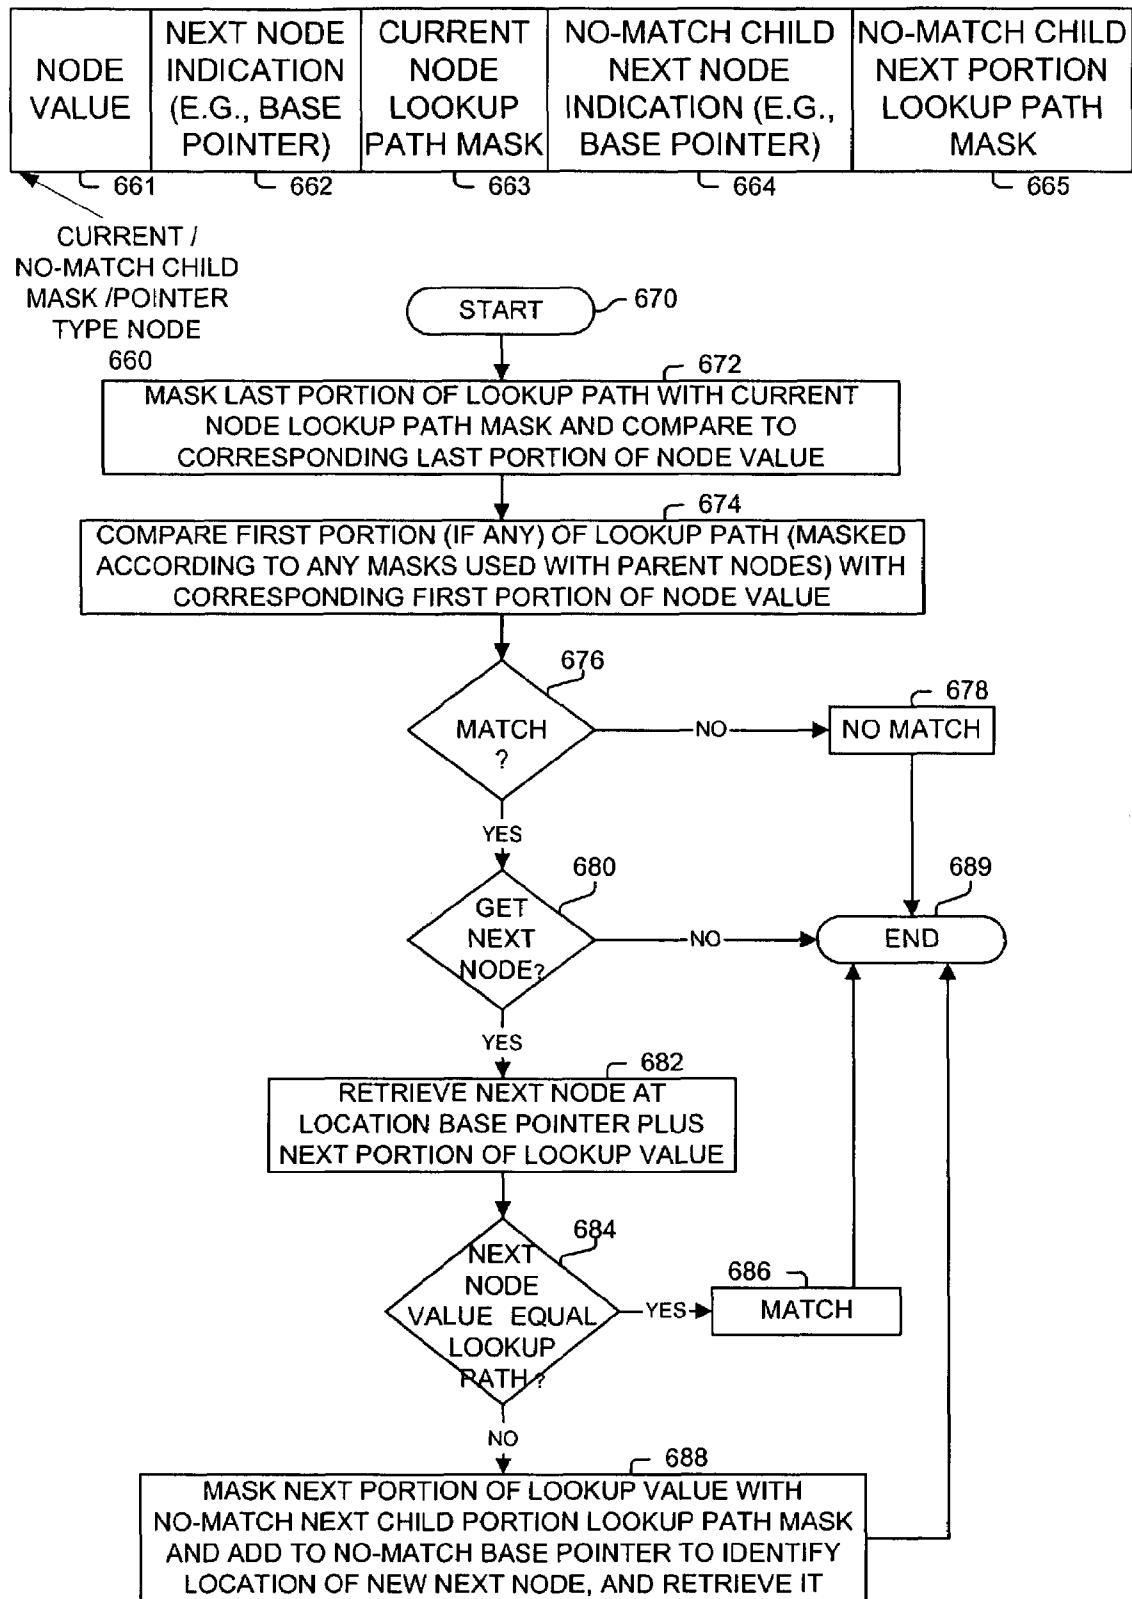 NODE
VALUE
NEXT NODE
INDICATION
(E.G., BASE
POINTER)
CURRENT
NODE
LOOKUP
PATH MASK
NO-MATCH CHILD
NEXT NODE
INDICATION (E.G.,
BASE POINTER)
NO-MATCH CHILD
NEXT PORTION
LOOKUP PATH
MASK
661
662
663
664
665
CURRENT /
NO-MATCH CHILD
MASK /POINTER
TYPE NODE
660
START
670
672
MASK LAST PORTION OF LOOKUP PATH WITH CURRENT
NODE LOOKUP PATH MASK AND COMPARE TO
CORRESPONDING LAST PORTION OF NODE VALUE
674
COMPARE FIRST PORTION (IF ANY) OF LOOKUP PATH (MASKED
ACCORDING TO ANY MASKS USED WITH PARENT NODES) WITH
CORRESPONDING FIRST PORTION OF NODE VALUE
676
MATCH
?
NO
678
NO MATCH
YES
680
GET
NEXT
NODE?
NO
689
END
YES
682
RETRIEVE NEXT NODE AT
LOCATION BASE POINTER PLUS
NEXT PORTION OF LOOKUP VALUE
684
NEXT
NODE
VALUE EQUAL
LOOKUP
PATH?
YES
686
MATCH
NO
688
MASK NEXT PORTION OF LOOKUP VALUE WITH
NO-MATCH NEXT CHILD PORTION LOOKUP PATH MASK
AND ADD TO NO-MATCH BASE POINTER TO IDENTIFY
LOCATION OF NEW NEXT NODE, AND RETRIEVE IT